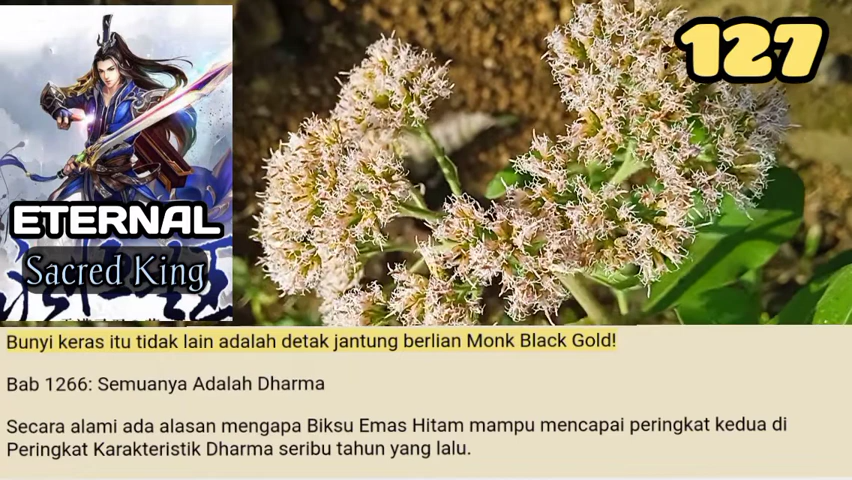 127
ETERNAL
Sacred King
Bunyi keras itu tidak lain adalah detak jantung berlian Monk Black Gold!
Bab 1266: Semuanya Adalah Dharma
Secara alami ada alasan mengapa Biksu Emas Hitam mampu mencapai peringkat kedua di
Peringkat Karakteristik Dharma seribu tahun yang lalu.